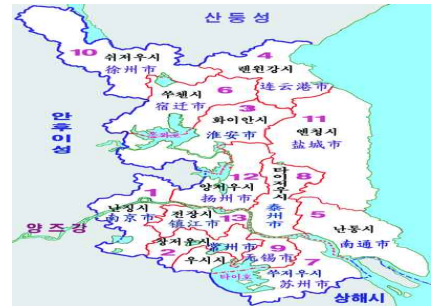 산둥성
10
쉬저우시
徐州市
4
롄윈강시
连云港市
6
쑤첸시
宿迁市
3
화이안시
淮安市
11
옌청시
盐城市
안후이성
12
양저우시
扬州市
타이저우시
泰州市
8
1
난징시
南京市
전장시
镇江市
13
5
난통시
南通市
양주강
창저우시
常州市
2
우시시
9
无锡市
7
타이호
쑤저우시
苏州市
상해시